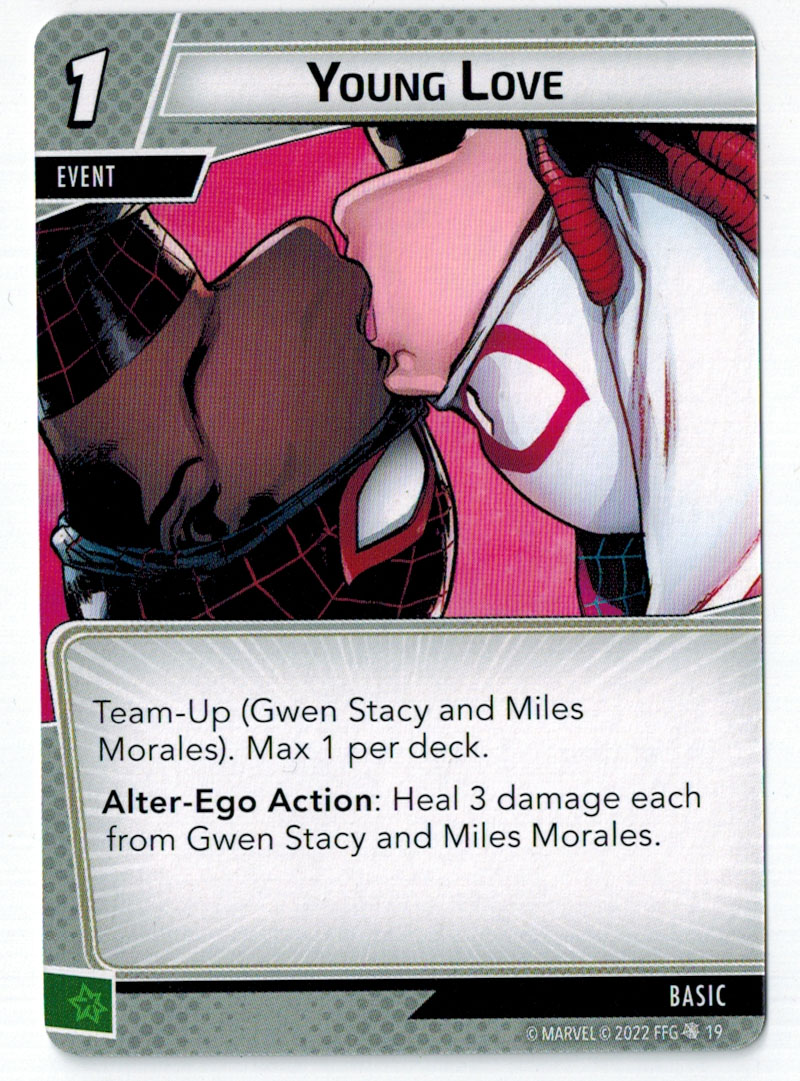 1
YOUNG LOVE
EVENT
Team-Up (Gwen Stacy and Miles
Morales). Max 1 per deck.
Alter-Ego Action: Heal 3 damage each
from Gwen Stacy and Miles Morales.
BASIC
© MARVEL © 2022 FFG 19